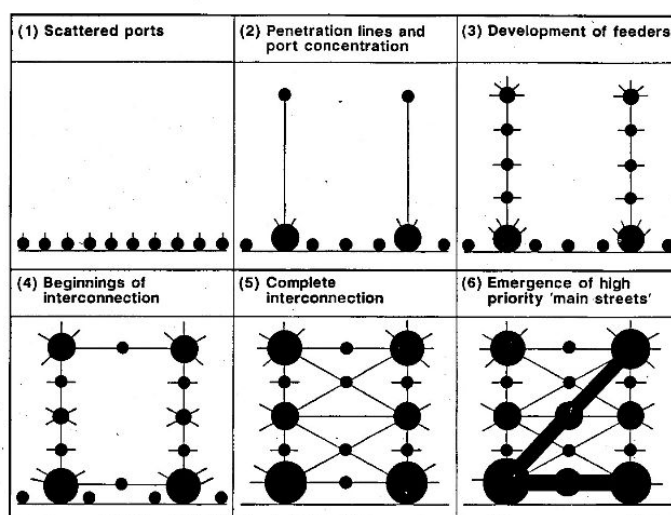 (1) Scattered ports
(2) Penetration lines and
port concentration
(3) Development of feeders
(4) Beginnings of
interconnection
(5) Complete
interconnection
(6) Emergence of high
priority 'main streets'